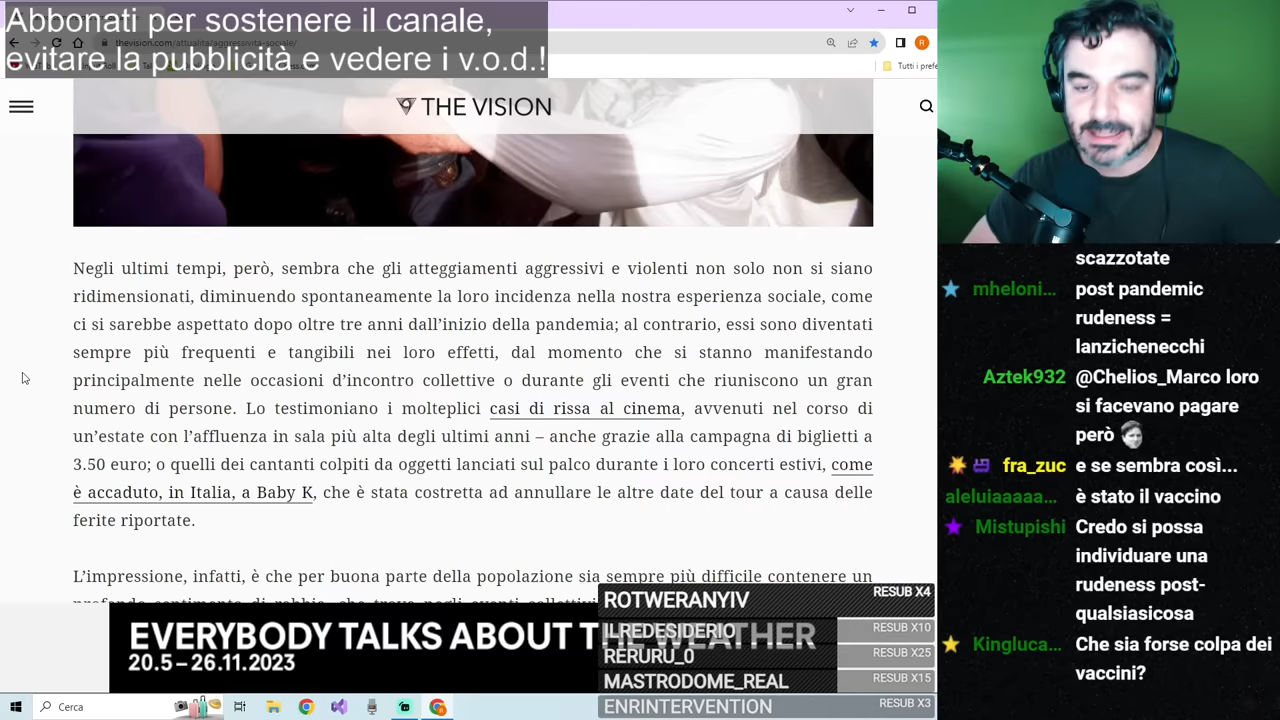 Abbonati per sostenere il canale,
evitare la pubblicità e vedere i v.o.d.!
thevision.com/attualita/aggressivita-sociale/
Tutti i prefe
THE VISION
Negli ultimi tempi, però, sembra che gli atteggiamenti aggressivi e violenti non solo non si siano
ridimensionati, diminuendo spontaneamente la loro incidenza nella nostra esperienza sociale, come
ci si sarebbe aspettato dopo oltre tre anni dall’inizio della pandemia; al contrario, essi sono diventati
sempre più frequenti e tangibili nei loro effetti, dal momento che si stanno manifestando
principalmente nelle occasioni d’incontro collettive o durante gli eventi che riuniscono un gran
numero di persone. Lo testimoniano i molteplici casi di rissa al cinema, avvenuti nel corso di
un’estate con l’affluenza in sala più alta degli ultimi anni – anche grazie alla campagna di biglietti a
3.50 euro; o quelli dei cantanti colpiti da oggetti lanciati sul palco durante i loro concerti estivi, come
è accaduto, in Italia, a Baby K, che è stata costretta ad annullare le altre date del tour a causa delle
ferite riportate.
L’impressione, infatti, è che per buona parte della popolazione sia sempre più difficile contenere un
EVERYBODY TALKS ABOUT THE WEATHER
20.5 – 26.11.2023
ROTWERANYIV RESUB X4
ILREDESIDERIO RESUB X10
RERURU_0 RESUB X25
MASTRODOME_REAL RESUB X15
ENRINTERVENTION RESUB X3
Cerca
scazzotate
mheloni... post pandemic
rudeness =
lanzichenecchi
Aztek932 @Chelios_Marco loro
si facevano pagare
però
fra_zuc e se sembra così...
aleluiaaaaa... è stato il vaccino
Mistupishi Credo si possa
individuare una
rudeness post-
qualsiasicosa
Kingluca... Che sia forse colpa dei
vaccini?